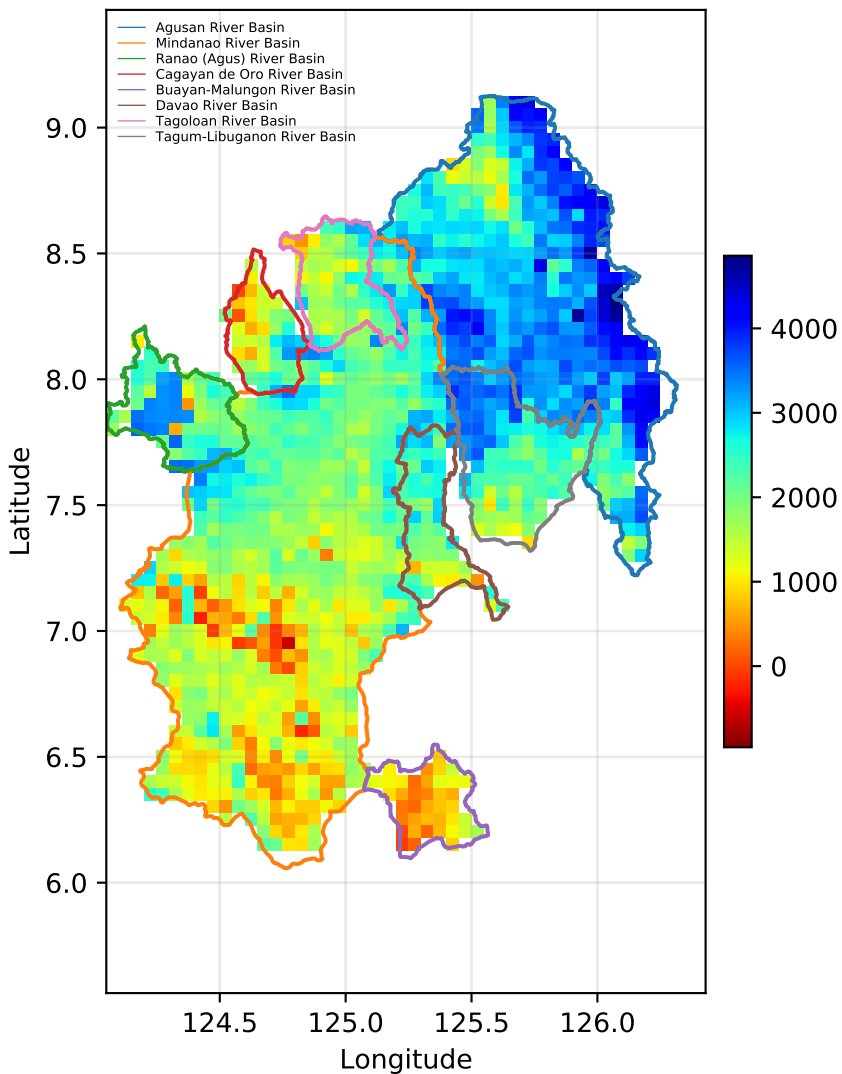 Agusan River Basin
Mindanao River Basin
Ranao (Agus) River Basin
Cagayan de Oro River Basin
Buayan-Malungon River Basin
Davao River Basin
Tagoloan River Basin
Tagum-Libuganon River Basin
9.0
8.5
8.0
7.5
7.0
6.5
6.0
Latitude
124.5 125.0 125.5 126.0
Longitude
4000
3000
2000
1000
0